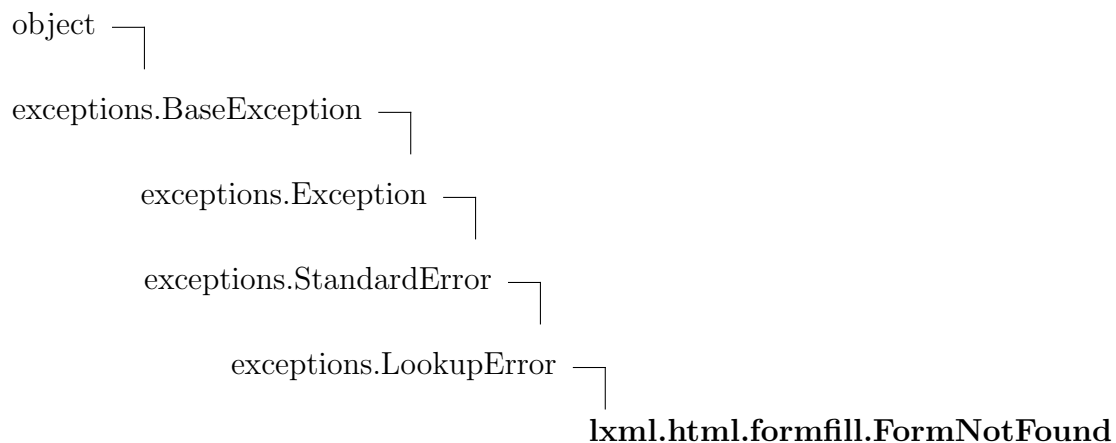 object
exceptions.BaseException
exceptions.Exception
exceptions.StandardError
exceptions.LookupError
lxml.html.formfill.FormNotFound